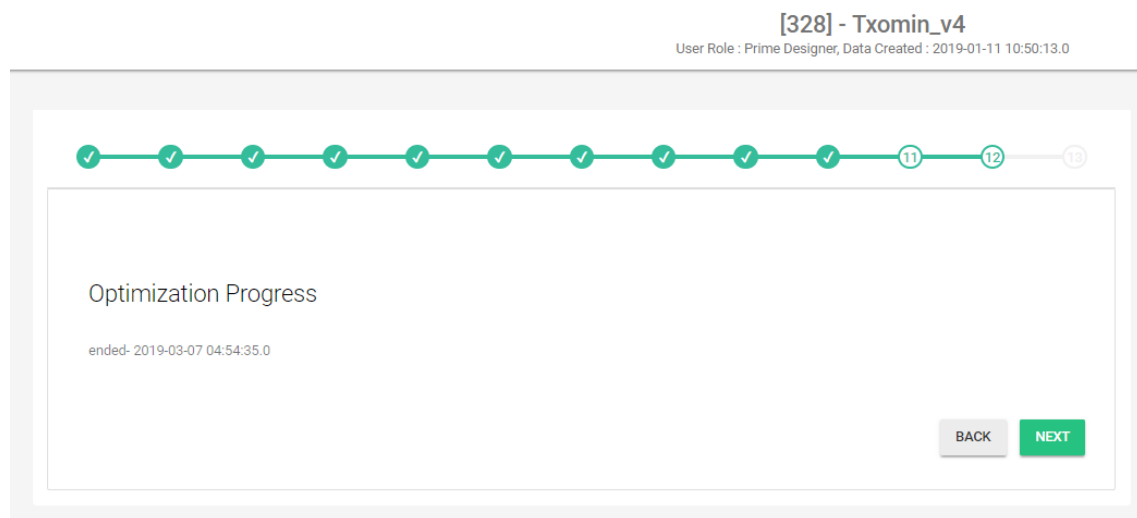 [328] - Txomin_v4
User Role : Prime Designer, Data Created : 2019-01-11 10:50:13.0
11 12 13
Optimization Progress
ended- 2019-03-07 04:54:35.0
BACK NEXT